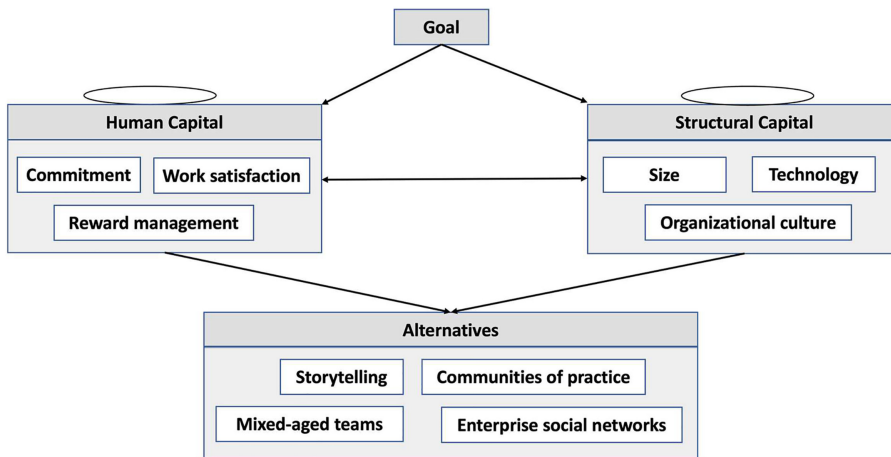 Goal
Human Capital
Structural Capital
Commitment
Work satisfaction
Size
Technology
Reward management
Organizational culture
Alternatives
Storytelling
Communities of practice
Mixed-aged teams
Enterprise social networks